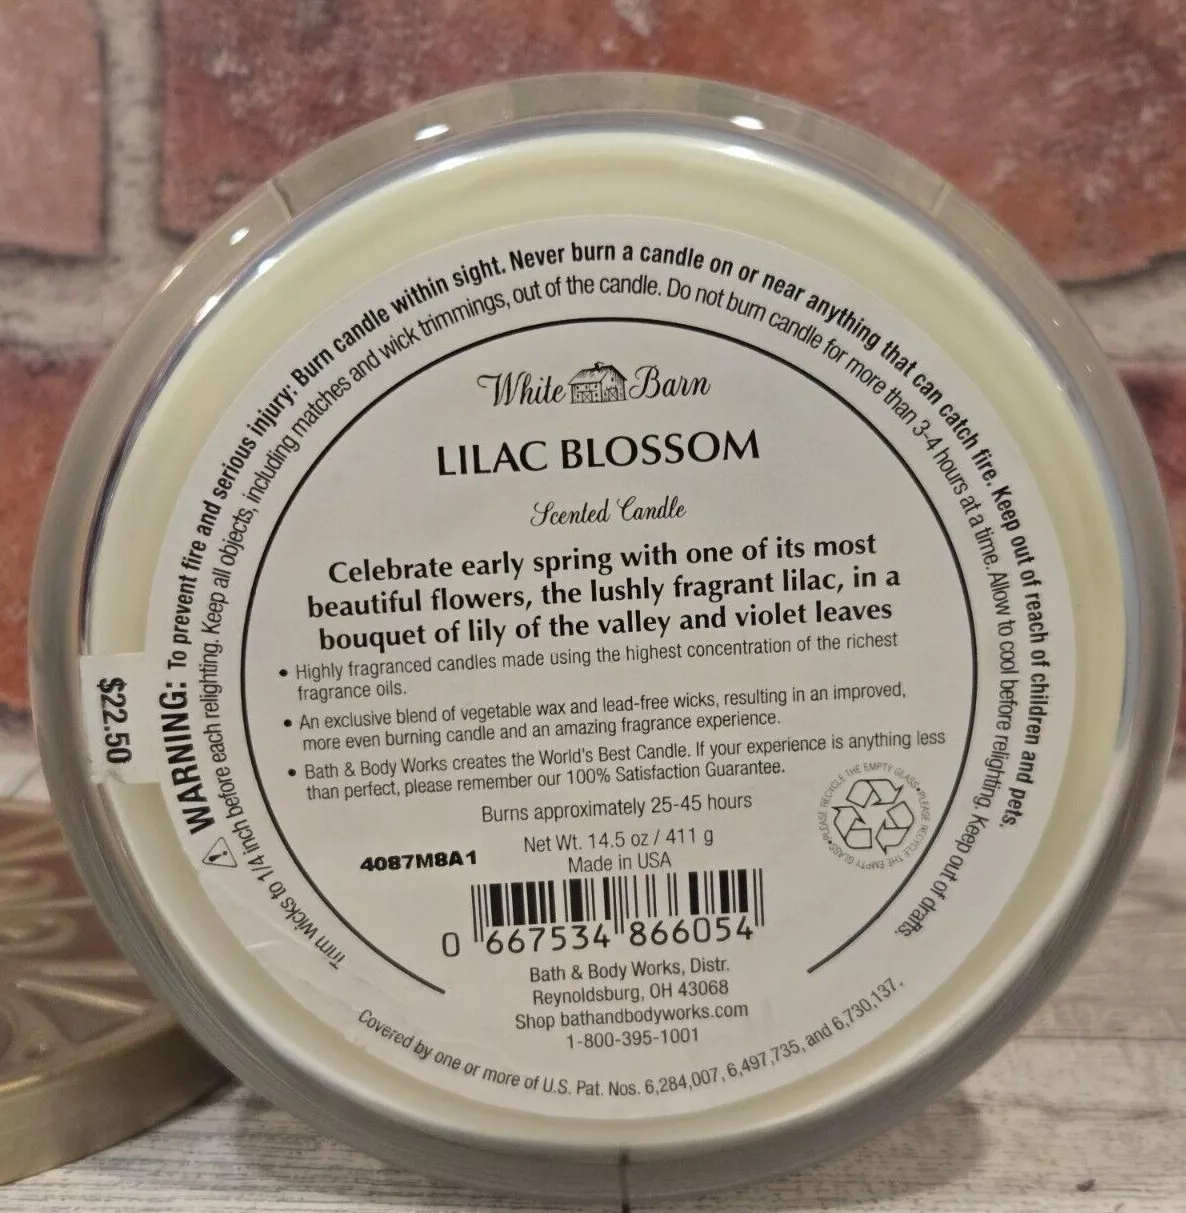 WARNING: To prevent fire and serious injury: Burn candle within sight. Never burn a candle on or near anything that can catch fire. Keep out of reach of children and pets.
Trim wicks to 1/4 inch before each relighting. Keep all objects, including matches and wick trimmings, out of the candle. Do not burn candle for more than 3-4 hours at a time. Allow to cool before relighting. Keep out of drafts.
White Barn
LILAC BLOSSOM
Scented Candle
Celebrate early spring with one of its most
beautiful flowers, the lushly fragrant lilac, in a
bouquet of lily of the valley and violet leaves
• Highly fragranced candles made using the highest concentration of the richest
fragrance oils.
• An exclusive blend of vegetable wax and lead-free wicks, resulting in an improved,
more even burning candle and an amazing fragrance experience.
• Bath & Body Works creates the World's Best Candle. If your experience is anything less
than perfect, please remember our 100% Satisfaction Guarantee.
Burns approximately 25-45 hours
Net Wt. 14.5 oz / 411 g
Made in USA
4087M8A1
PLEASE RECYCLE THE EMPTY GLASS • PLEASE RECYCLE THE EMPTY GLASS •
0 667534 866054
Bath & Body Works, Distr.
Reynoldsburg, OH 43068
Shop bathandbodyworks.com
1-800-395-1001
Covered by one or more of U.S. Pat. Nos. 6,284,007, 6,497,735, and 6,730,137.
$22.50